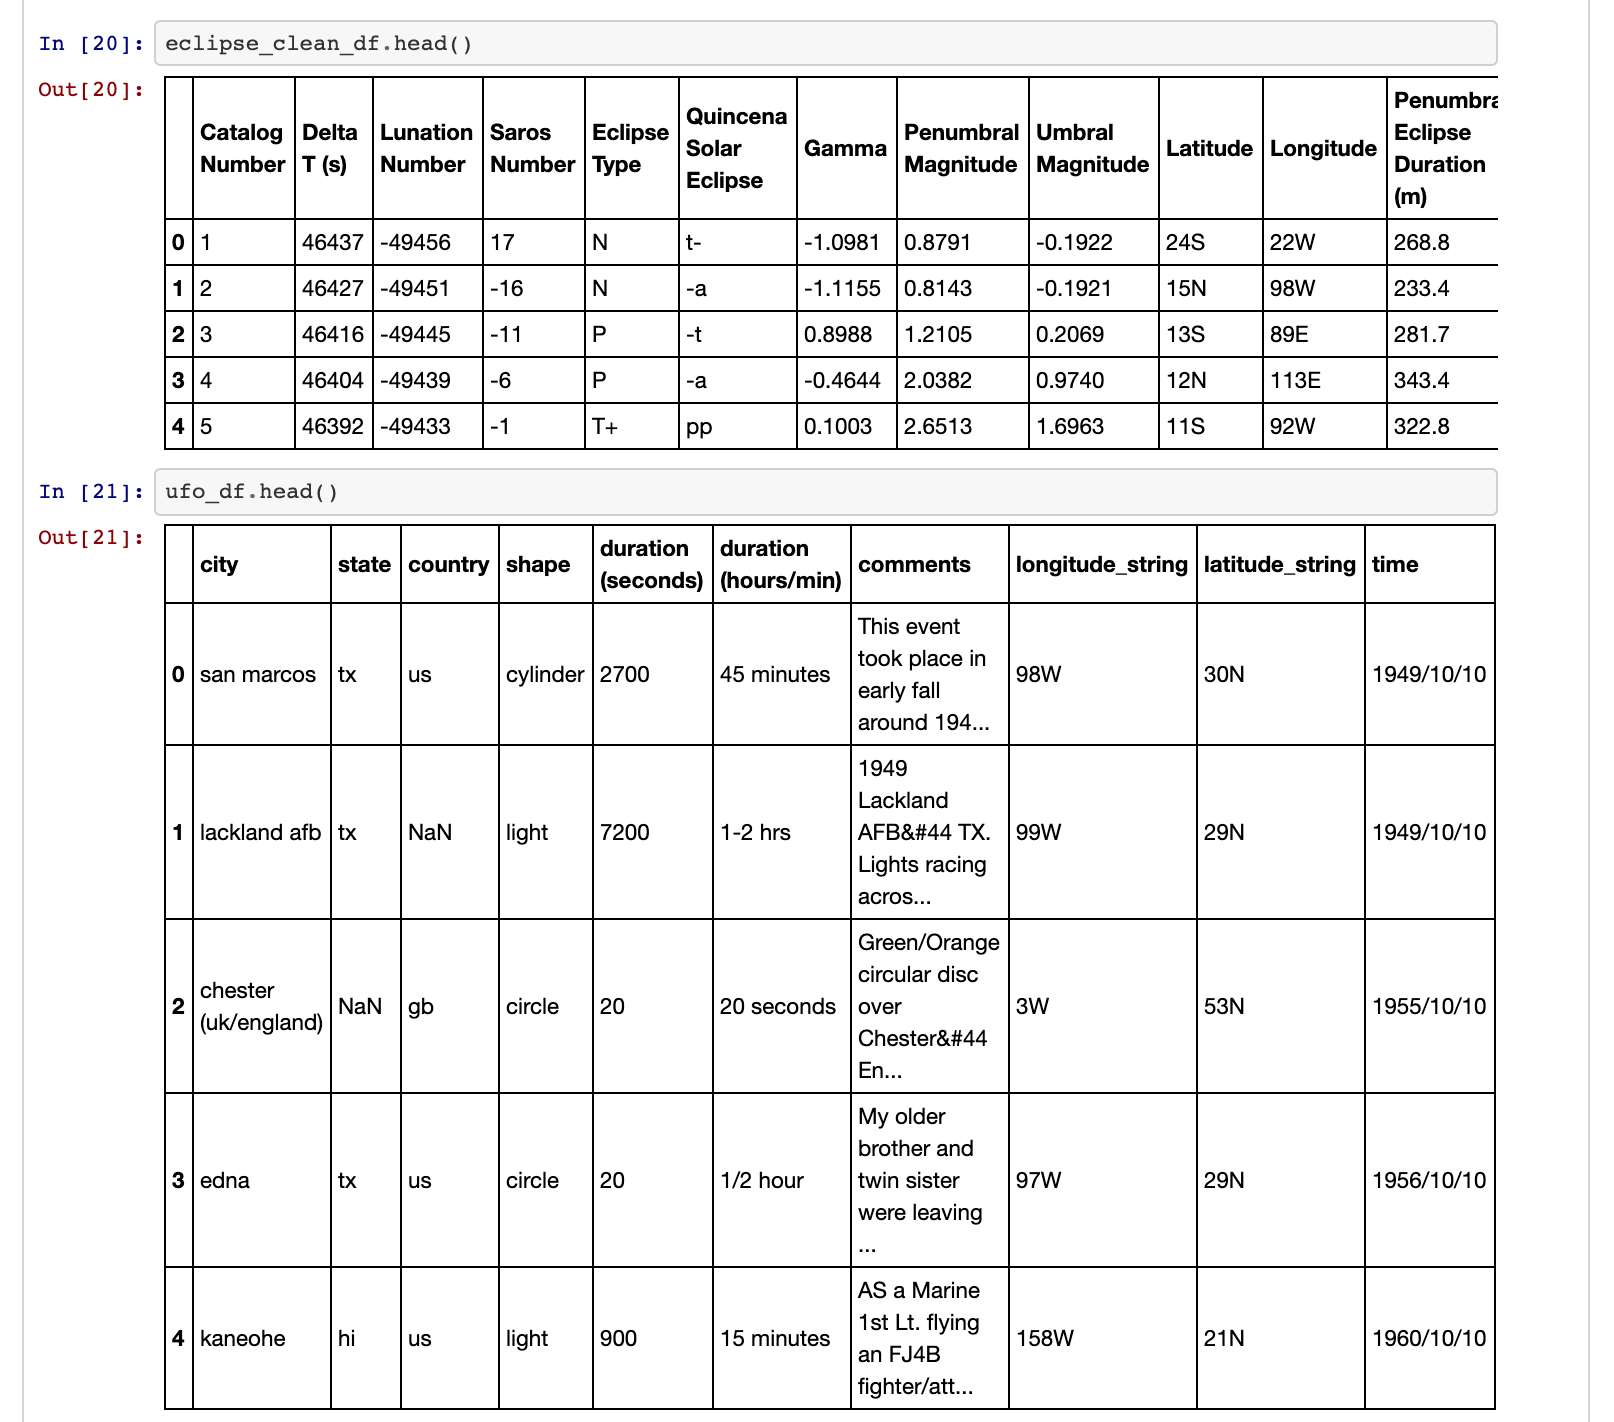 In [20]: eclipse_clean_df.head()
Out[20]:
Catalog Number Delta T (s) Lunation Number Saros Number Eclipse Type Quincena Solar Eclipse Gamma Penumbral Magnitude Umbral Magnitude Latitude Longitude Penumbra Eclipse Duration (m)
0 1 46437 -49456 17 N t- -1.0981 0.8791 -0.1922 24S 22W 268.8
1 2 46427 -49451 -16 N -a -1.1155 0.8143 -0.1921 15N 98W 233.4
2 3 46416 -49445 -11 P -t 0.8988 1.2105 0.2069 13S 89E 281.7
3 4 46404 -49439 -6 P -a -0.4644 2.0382 0.9740 12N 113E 343.4
4 5 46392 -49433 -1 T+ pp 0.1003 2.6513 1.6963 11S 92W 322.8
In [21]: ufo_df.head()
Out[21]:
city state country shape duration (seconds) duration (hours/min) comments longitude_string latitude_string time
0 san marcos tx us cylinder 2700 45 minutes This event took place in early fall around 194... 98W 30N 1949/10/10
1 lackland afb tx NaN light 7200 1-2 hrs 1949 Lackland AFB&#44 TX. Lights racing acros... 99W 29N 1949/10/10
2 chester (uk/england) NaN gb circle 20 20 seconds Green/Orange circular disc over Chester&#44 En... 3W 53N 1955/10/10
3 edna tx us circle 20 1/2 hour My older brother and twin sister were leaving ... 97W 29N 1956/10/10
4 kaneohe hi us light 900 15 minutes AS a Marine 1st Lt. flying an FJ4B fighter/att... 158W 21N 1960/10/10